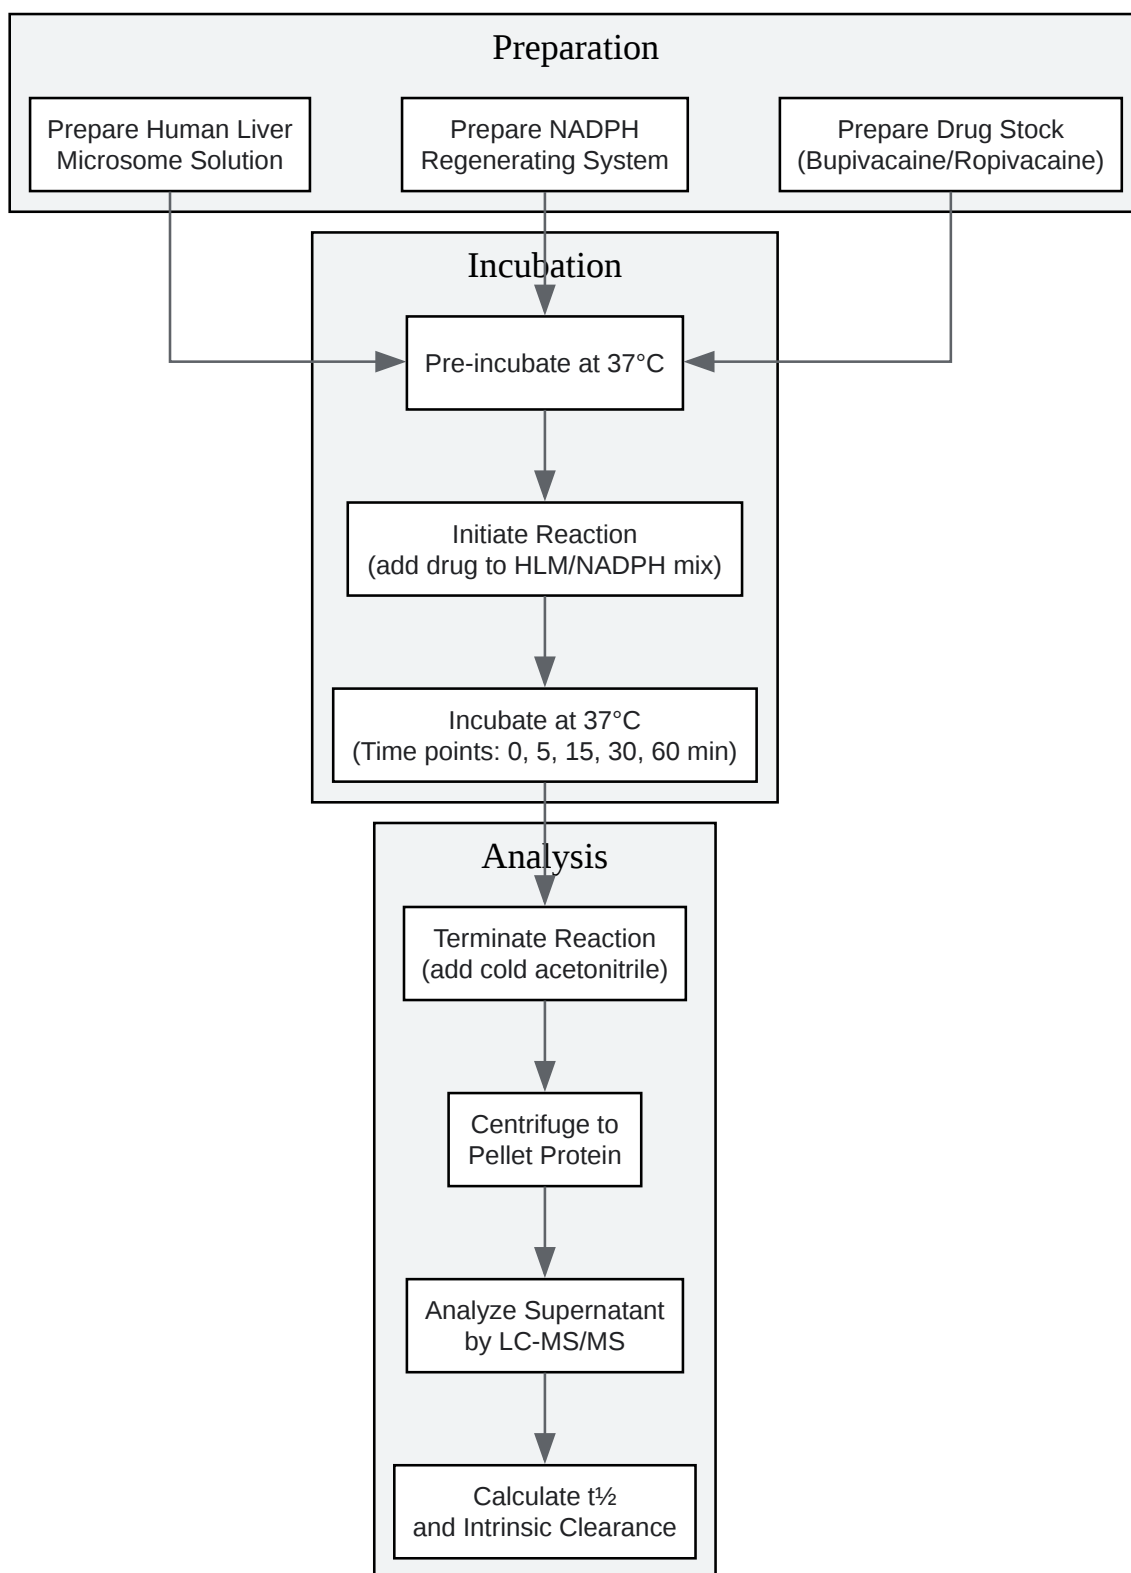 Preparation
Prepare Human Liver
Microsome Solution
Prepare NADPH
Regenerating System
Prepare Drug Stock
(Bupivacaine/Ropivacaine)
Incubation
Pre-incubate at 37°C
Initiate Reaction
(add drug to HLM/NADPH mix)
Incubate at 37°C
(Time points: 0, 5, 15, 30, 60 min)
Analysis
Terminate Reaction
(add cold acetonitrile)
Centrifuge to
Pellet Protein
Analyze Supernatant
by LC-MS/MS
Calculate t½
and Intrinsic Clearance